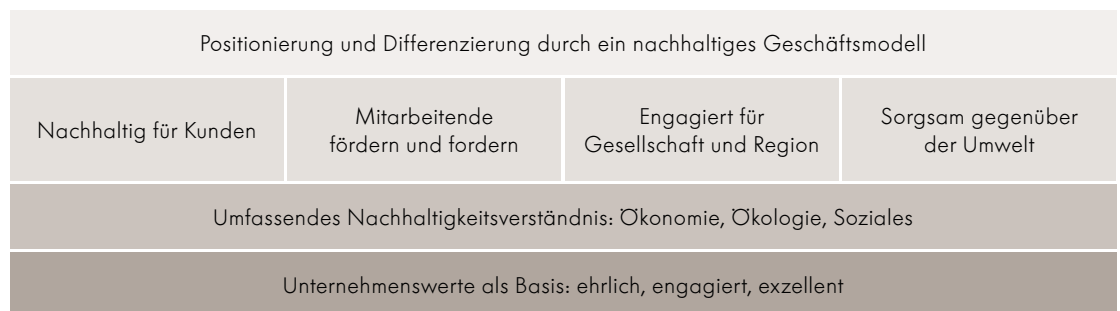 Positionierung und Differenzierung durch ein nachhaltiges Geschäftsmodell
Nachhaltig für Kunden
Mitarbeitende
fördern und fordern
Engagiert für
Gesellschaft und Region
Sorgsam gegenüber
der Umwelt
Umfassendes Nachhaltigkeitsverständnis: Ökonomie, Ökologie, Soziales
Unternehmenswerte als Basis: ehrlich, engagiert, exzellent